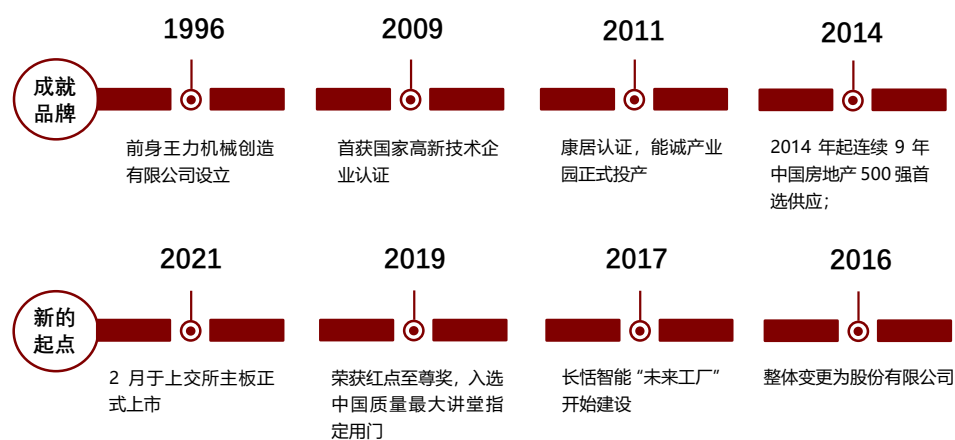 1996
2009
2011
2014
成就
品牌
前身王力机械创造
有限公司设立
首获国家高新技术企
业认证
康居认证，能诚产业
园正式投产
2014 年起连续 9 年
中国房地产 500 强首
选供应；
2021
2019
2017
2016
新的
起点
2 月于上交所主板正
式上市
荣获红点至尊奖，入选
中国质量最大讲堂指
定用门
长恬智能“未来工厂”
开始建设
整体变更为股份有限公司